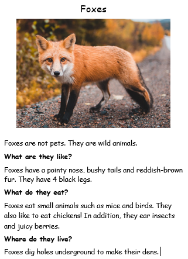 Foxes
Foxes are not pets. They are wild animals.
What are they like?
Foxes have a pointy nose, bushy tails and reddish-brown
fur. They have 4 black legs.
What do they eat?
Foxes eat small animals such as mice and birds. They
also like to eat chickens! In addition, they ear insects
and juicy berries.
Where do they live?
Foxes dig holes underground to make their dens.